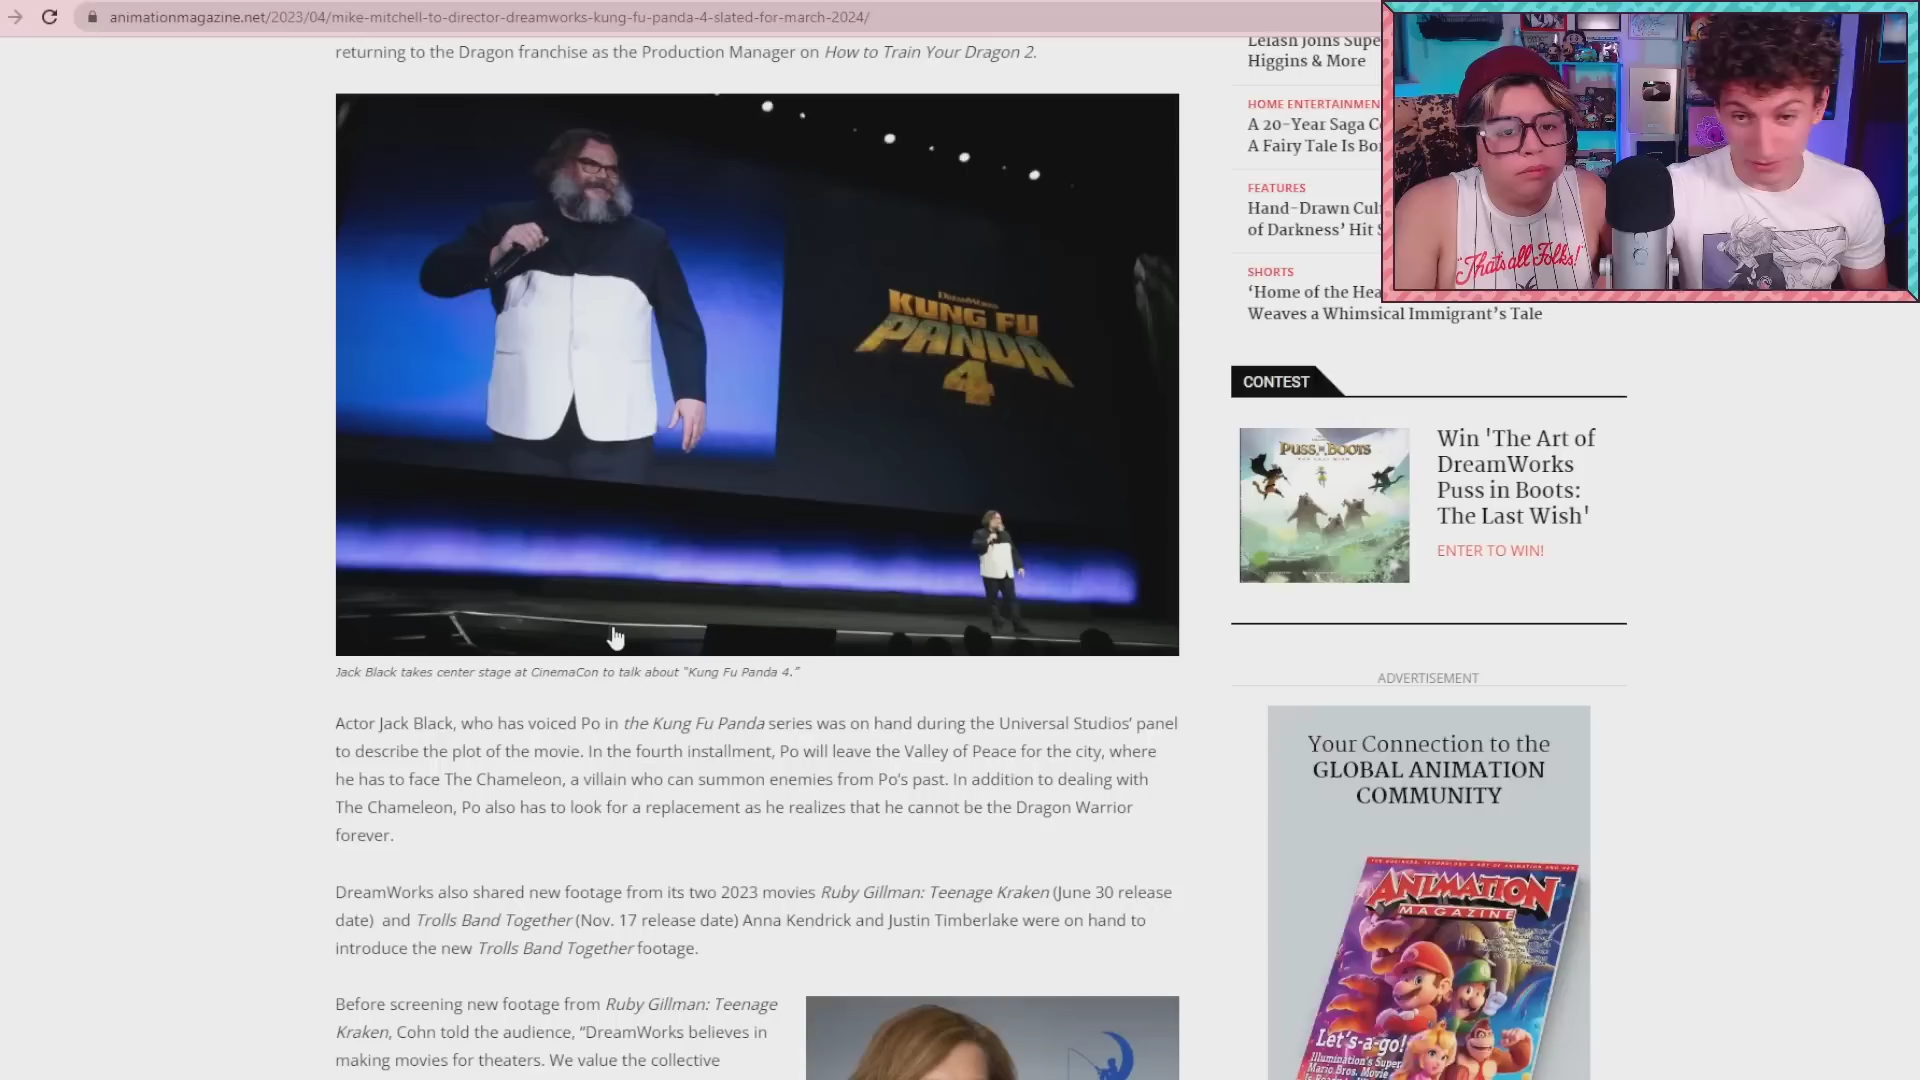 animationmagazine.net/2023/04/mike-mitchell-to-director-dreamworks-kung-fu-panda-4-slated-for-march-2024/
returning to the Dragon franchise as the Production Manager on How to Train Your Dragon 2.
DREAMWORKS
KUNG FU
PANDA
4
Jack Black takes center stage at CinemaCon to talk about "Kung Fu Panda 4."
Actor Jack Black, who has voiced Po in the Kung Fu Panda series was on hand during the Universal Studios' panel
to describe the plot of the movie. In the fourth installment, Po will leave the Valley of Peace for the city, where
he has to face The Chameleon, a villain who can summon enemies from Po's past. In addition to dealing with
The Chameleon, Po also has to look for a replacement as he realizes that he cannot be the Dragon Warrior
forever.
DreamWorks also shared new footage from its two 2023 movies Ruby Gillman: Teenage Kraken (June 30 release
date) and Trolls Band Together (Nov. 17 release date) Anna Kendrick and Justin Timberlake were on hand to
introduce the new Trolls Band Together footage.
Before screening new footage from Ruby Gillman: Teenage
Kraken, Cohn told the audience, "DreamWorks believes in
making movies for theaters. We value the collective
Lelash Joins Supe
Higgins & More
HOME ENTERTAINMEN
A 20-Year Saga C
A Fairy Tale Is Bo
FEATURES
Hand-Drawn Cul
of Darkness' Hit S
SHORTS
'Home of the Hea
Weaves a Whimsical Immigrant's Tale
"That's all Folks!"
CONTEST
PUSS IN BOOTS
Win 'The Art of
DreamWorks
Puss in Boots:
The Last Wish'
ENTER TO WIN!
ADVERTISEMENT
Your Connection to the
GLOBAL ANIMATION
COMMUNITY
ANIMATION
MAGAZINE
Let's-a-go!
Illumination's Super
Mario Bros. Movie